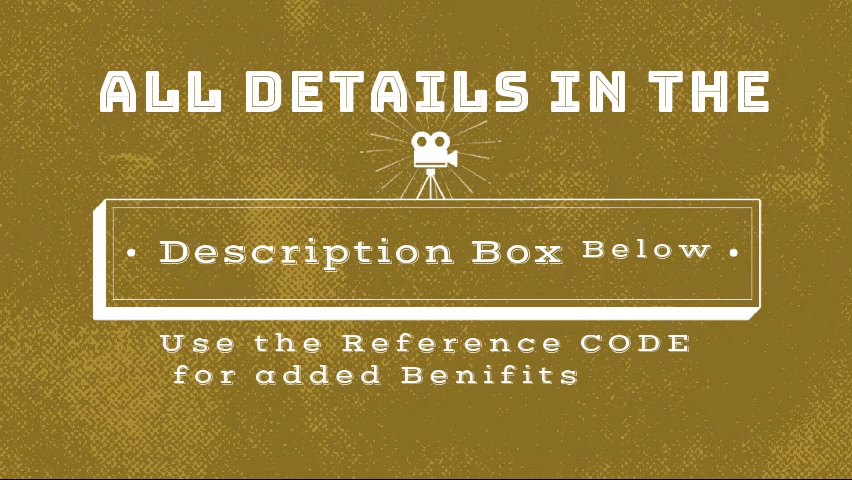 ALL DETAILS IN THE
• Description Box Below •
Use the Reference CODE
for added Benifits